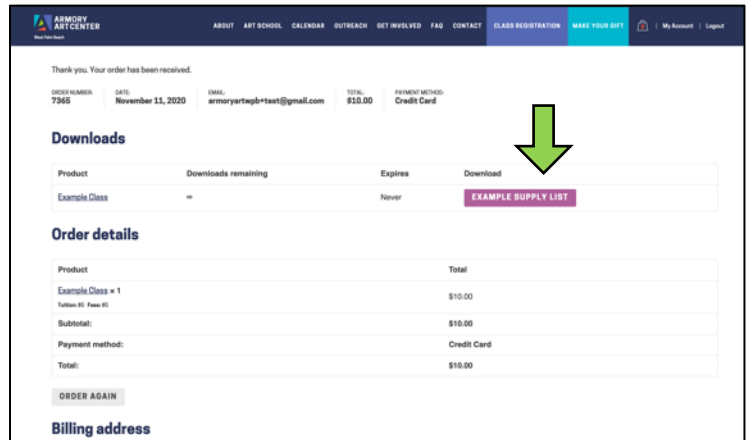 ARMORY
ART CENTER
West Palm Beach
ABOUT ART SCHOOL CALENDAR OUTREACH GET INVOLVED FAQ CONTACT CLASS REGISTRATION MAKE YOUR GIFT | My Account | Logout
Thank you. Your order has been received.
ORDER NUMBER: DATE: EMAIL: TOTAL: PAYMENT METHOD:
7365 November 11, 2020 armoryartwpb+test@gmail.com $10.00 Credit Card
Downloads
Product Downloads remaining Expires Download
Example Class ∞ Never EXAMPLE SUPPLY LIST
Order details
Product Total
Example Class × 1 $10.00
Tuition: $5 Fees: $5
Subtotal: $10.00
Payment method: Credit Card
Total: $10.00
ORDER AGAIN
Billing address